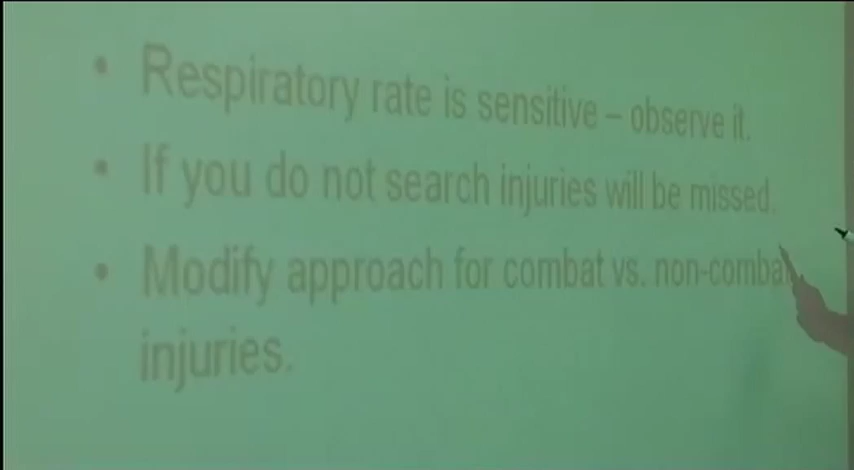 • Respiratory rate is sensitive – observe it.
• If you do not search injuries will be missed.
• Modify approach for combat vs. non-combat
injuries.